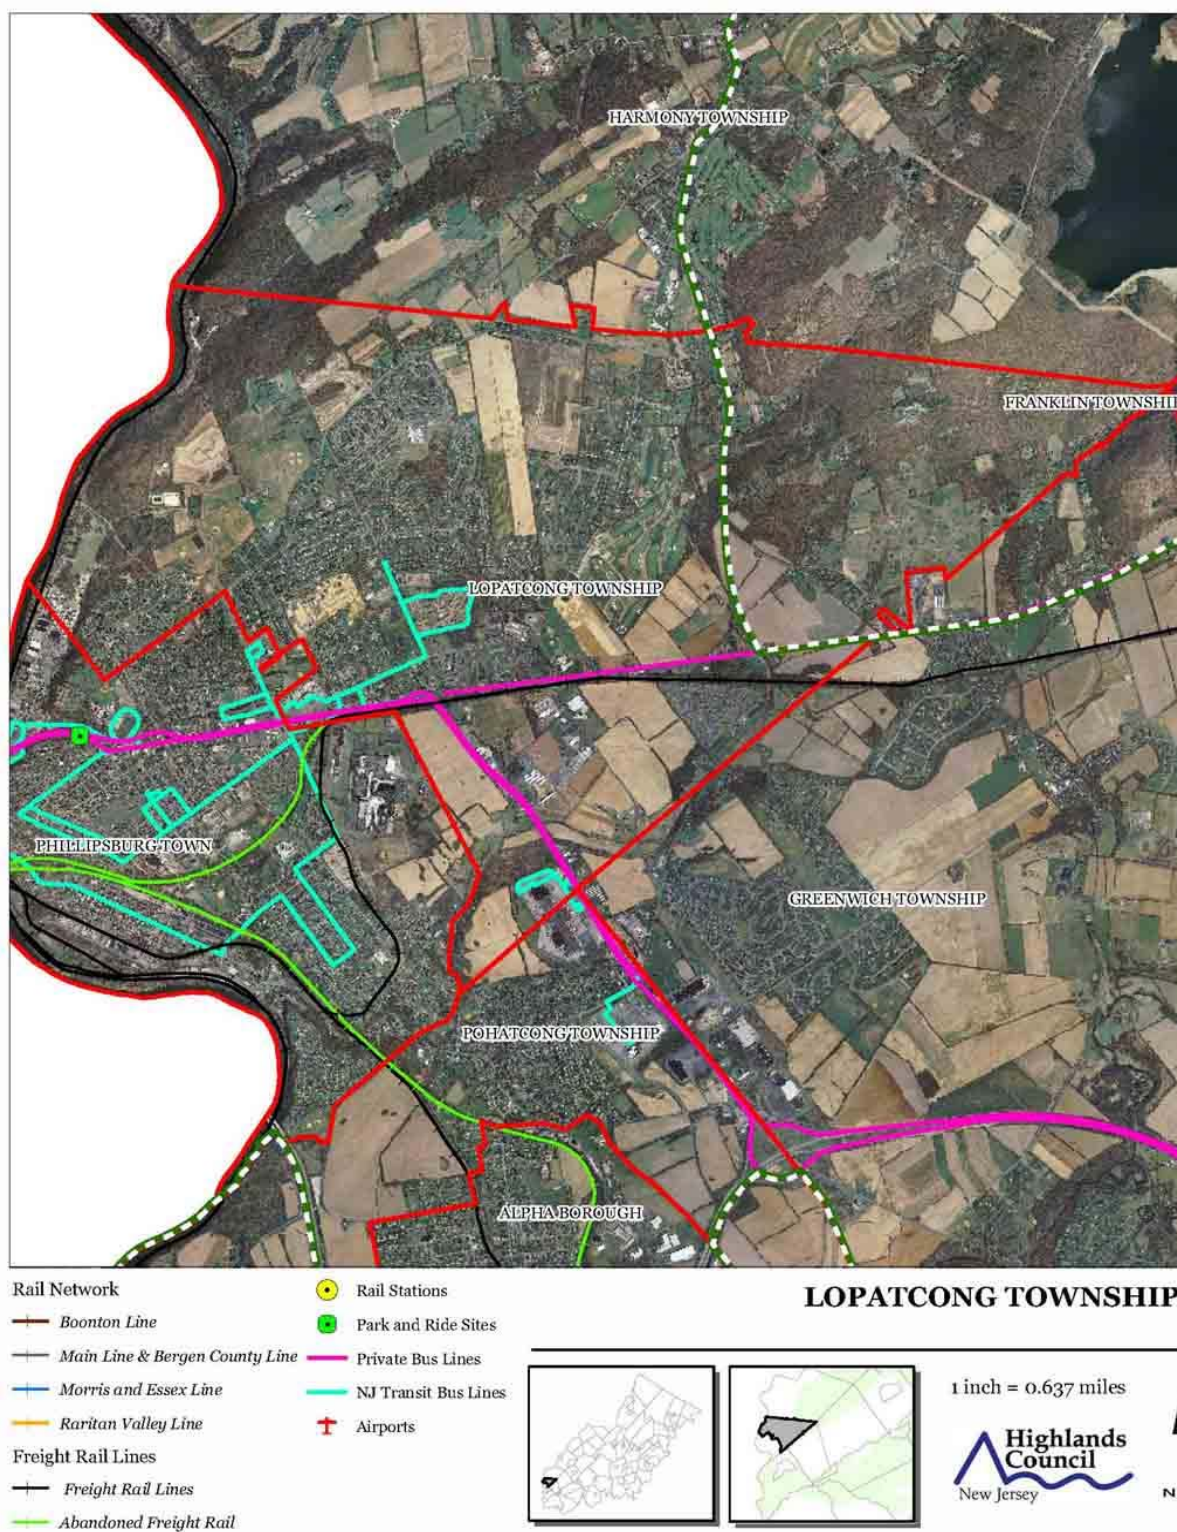 HARMONY TOWNSHIP
FRANKLIN TOWNSHI
LOPATCONG TOWNSHIP
PHILLIPSBURG TOWN
GREENWICH TOWNSHIP
POHATCONG TOWNSHIP
ALPHA BOROUGH
Rail Network
Boonton Line
Main Line & Bergen County Line
Morris and Essex Line
Raritan Valley Line
Freight Rail Lines
Freight Rail Lines
Abandoned Freight Rail
Rail Stations
Park and Ride Sites
Private Bus Lines
NJ Transit Bus Lines
Airports
LOPATCONG TOWNSHIP
1 inch = 0.637 miles
Highlands
Council
New Jersey
Z